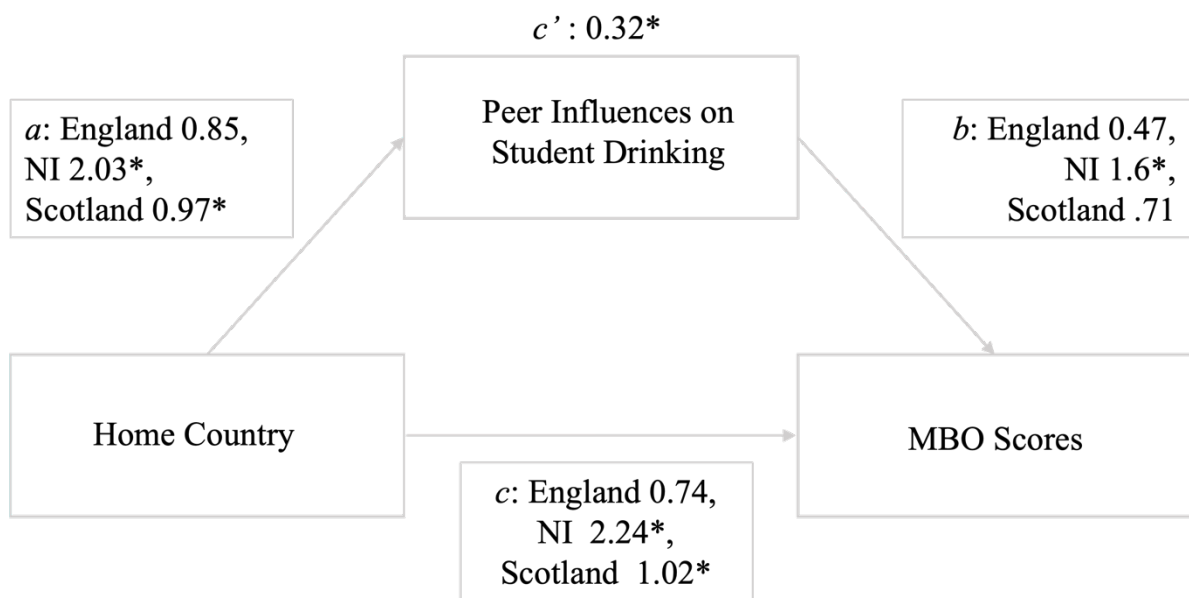 c’ : 0.32*
Peer Influences on
Student Drinking
a: England 0.85,
NI 2.03*,
Scotland 0.97*
b: England 0.47,
NI 1.6*,
Scotland .71
Home Country
MBO Scores
c: England 0.74,
NI 2.24*,
Scotland 1.02*